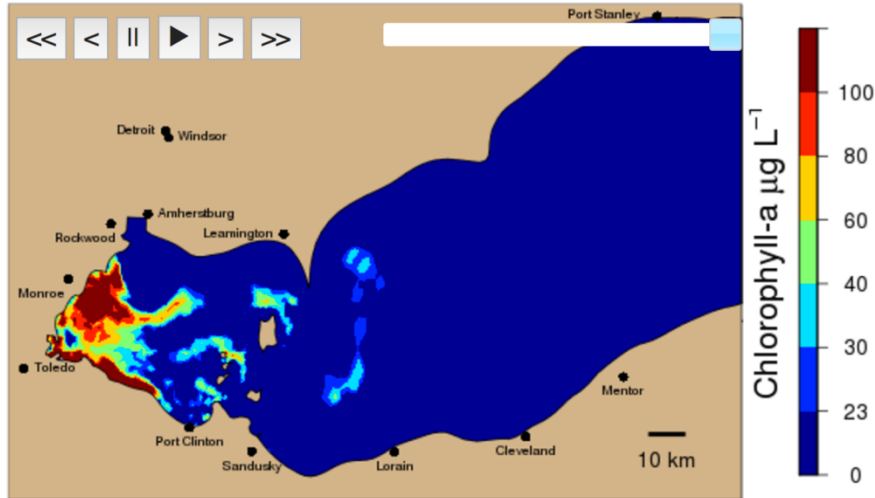 Port Stanley
<< < || ▶ > >>
Detroit
Windsor
Amherstburg
Rockwood
Leamington
Monroe
Toledo
Port Clinton
Sandusky
Lorain
Cleveland
Mentor
10 km
Chlorophyll-a µg L⁻¹
100
80
60
40
30
23
0